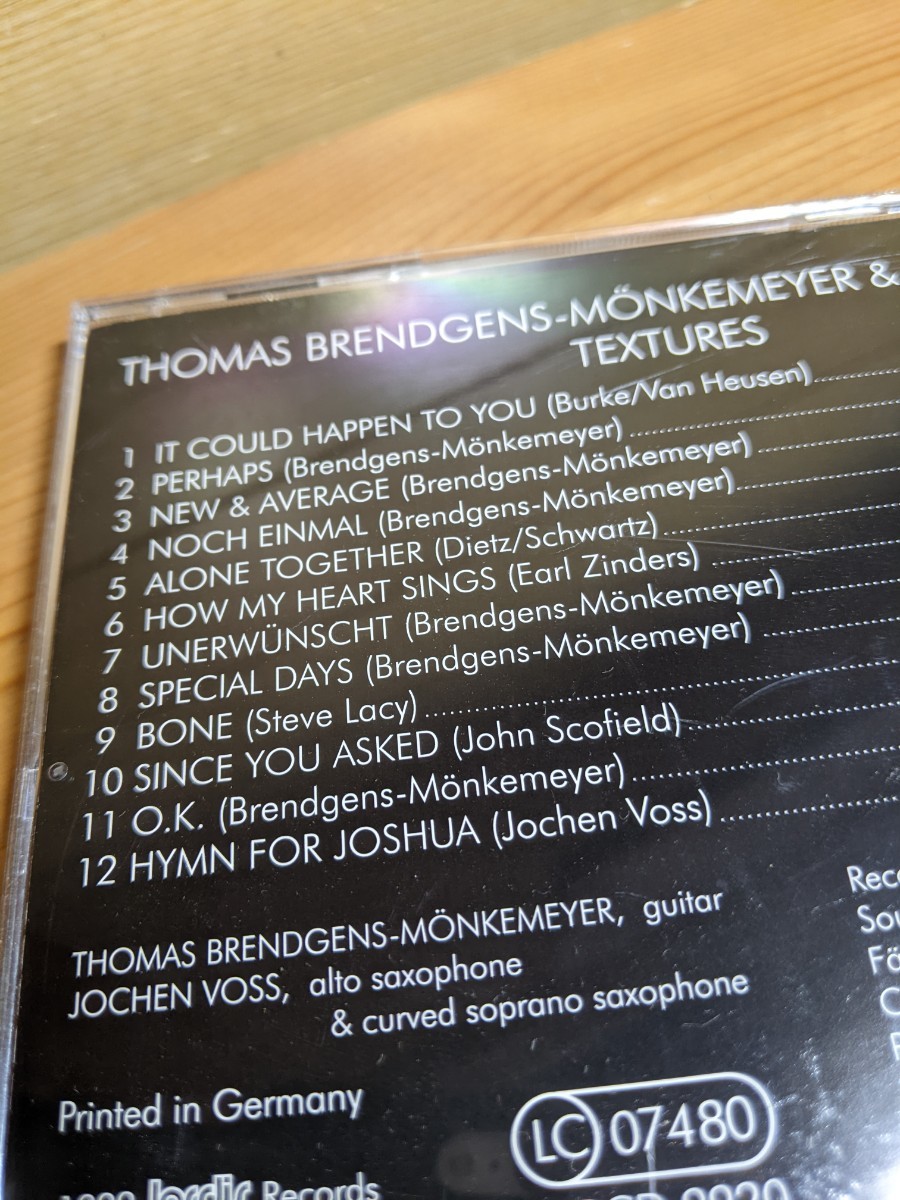 THOMAS BRENDGENS-MÖNKEMEYER &
TEXTURES
1 IT COULD HAPPEN TO YOU (Burke/Van Heusen)
2 PERHAPS (Brendgens-Mönkemeyer)
3 NEW & AVERAGE (Brendgens-Mönkemeyer)
4 NOCH EINMAL (Brendgens-Mönkemeyer)
5 ALONE TOGETHER (Dietz/Schwartz)
6 HOW MY HEART SINGS (Earl Zinders)
7 UNERWÜNSCHT (Brendgens-Mönkemeyer)
8 SPECIAL DAYS (Brendgens-Mönkemeyer)
9 BONE (Steve Lacy)
10 SINCE YOU ASKED (John Scofield)
11 O.K. (Brendgens-Mönkemeyer)
12 HYMN FOR JOSHUA (Jochen Voss)
THOMAS BRENDGENS-MÖNKEMEYER, guitar
JOCHEN VOSS, alto saxophone
& curved soprano saxophone
Printed in Germany
LC 07480
Records